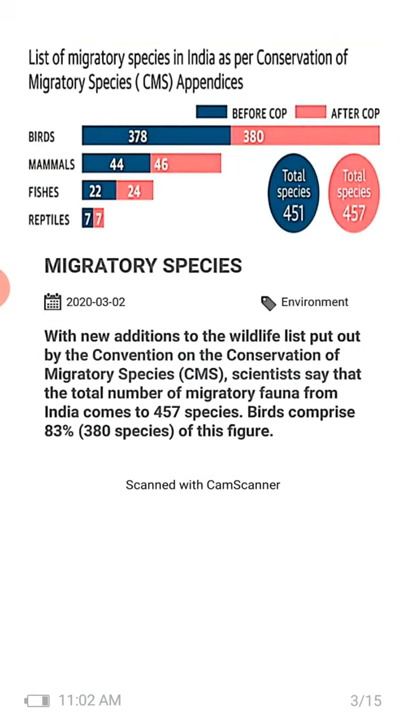 List of migratory species in India as per Conservation of
Migratory Species ( CMS) Appendices
BEFORE COP AFTER COP
BIRDS 378 380
MAMMALS 44 46
FISHES 22 24
REPTILES 7 7
Total
species
451
Total
species
457
MIGRATORY SPECIES
2020-03-02 Environment
With new additions to the wildlife list put out
by the Convention on the Conservation of
Migratory Species (CMS), scientists say that
the total number of migratory fauna from
India comes to 457 species. Birds comprise
83% (380 species) of this figure.
Scanned with CamScanner
11:02 AM 3/15